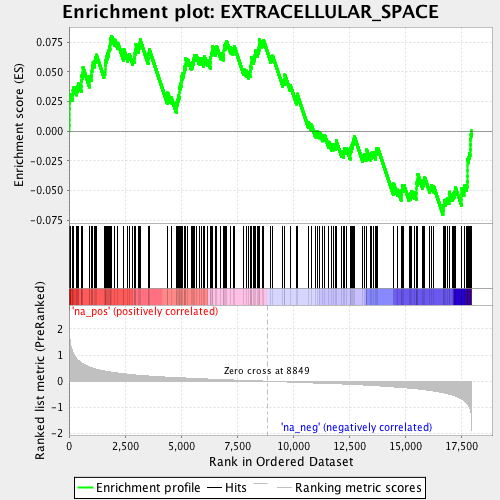 Enrichment plot: EXTRACELLULAR_SPACE
Enrichment score (ES)
0.075
0.050
0.025
0.000
-0.025
-0.050
-0.075
'na_pos' (positively correlated)
Ranked list metric (PreRanked)
2
1
0
-1
-2
Zero cross at 8849
'na_neg' (negatively correlated)
0
2,500
5,000
7,500
10,000
12,500
15,000
17,500
Rank in Ordered Dataset
Enrichment profile
Hits
Ranking metric scores